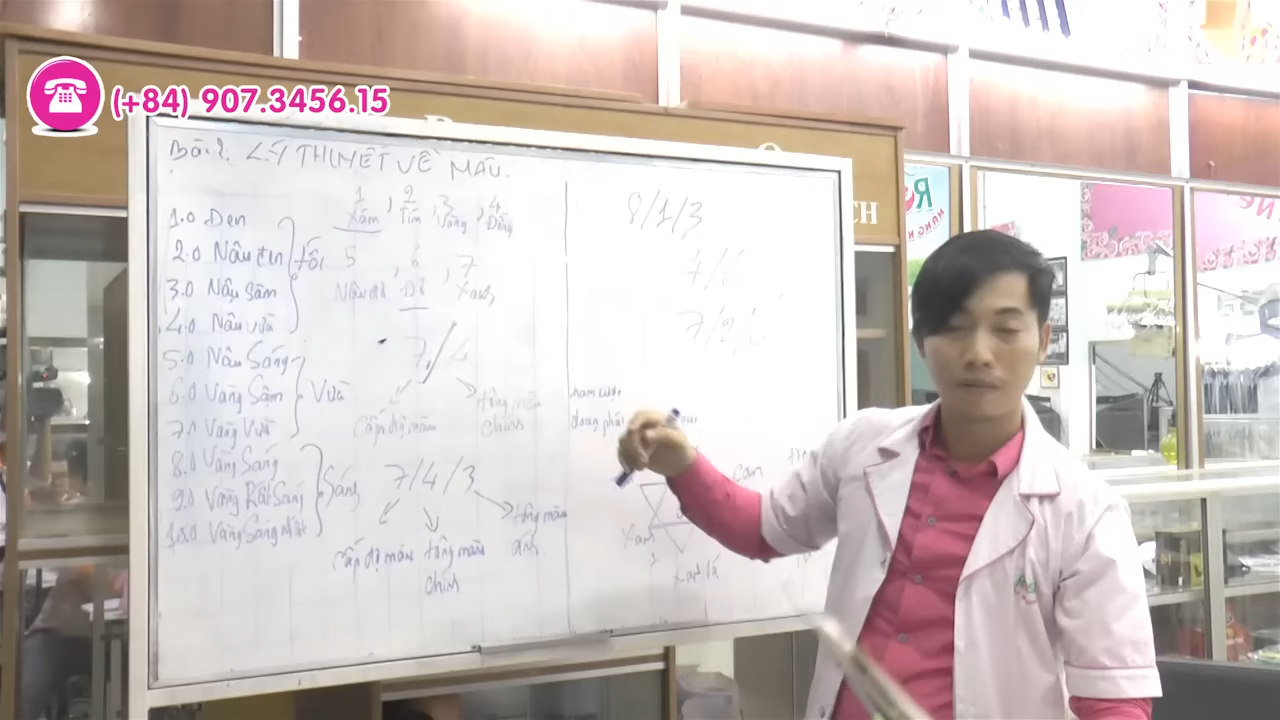 (+84) 907.3456.15
Bài 2: LÝ THUYẾT VỀ MÀU.
1.0 Đen
2.0 Nâu đen
3.0 Nâu Sậm
4.0 Nâu Vừa
tối
5.0 Nâu Sáng
6.0 Vàng Sậm
7.0 Vàng Vừa
Vừa
8.0 Vàng Sáng
9.0 Vàng Rất Sáng
10.0 Vàng Sáng nhất
Sáng
1, 2, 3, 4
Xám Tím Vàng Đồng
5, 6, 7
Nâu đỏ Đỏ Xanh
7/4
Cấp độ màu
tông màu
chính
7/4/3
Cấp độ màu
tông màu
chính
tông màu
ánh.
8/1/3
4/6
Cam
Xanh lá
CH